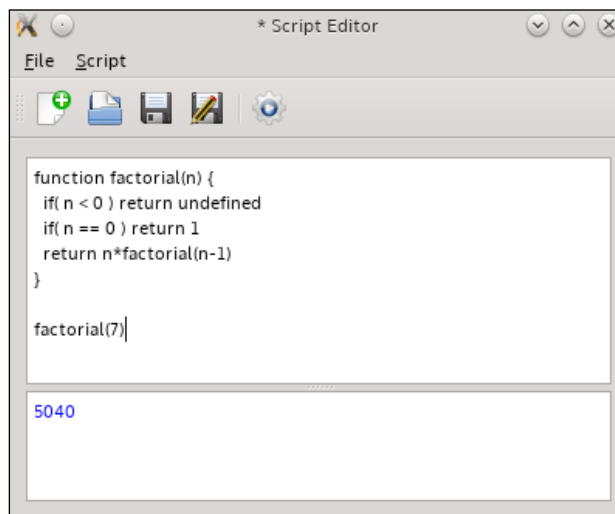 * Script Editor
File Script
function factorial(n) {
  if( n < 0 ) return undefined
  if( n == 0 ) return 1
  return n*factorial(n-1)
}
factorial(7)
5040